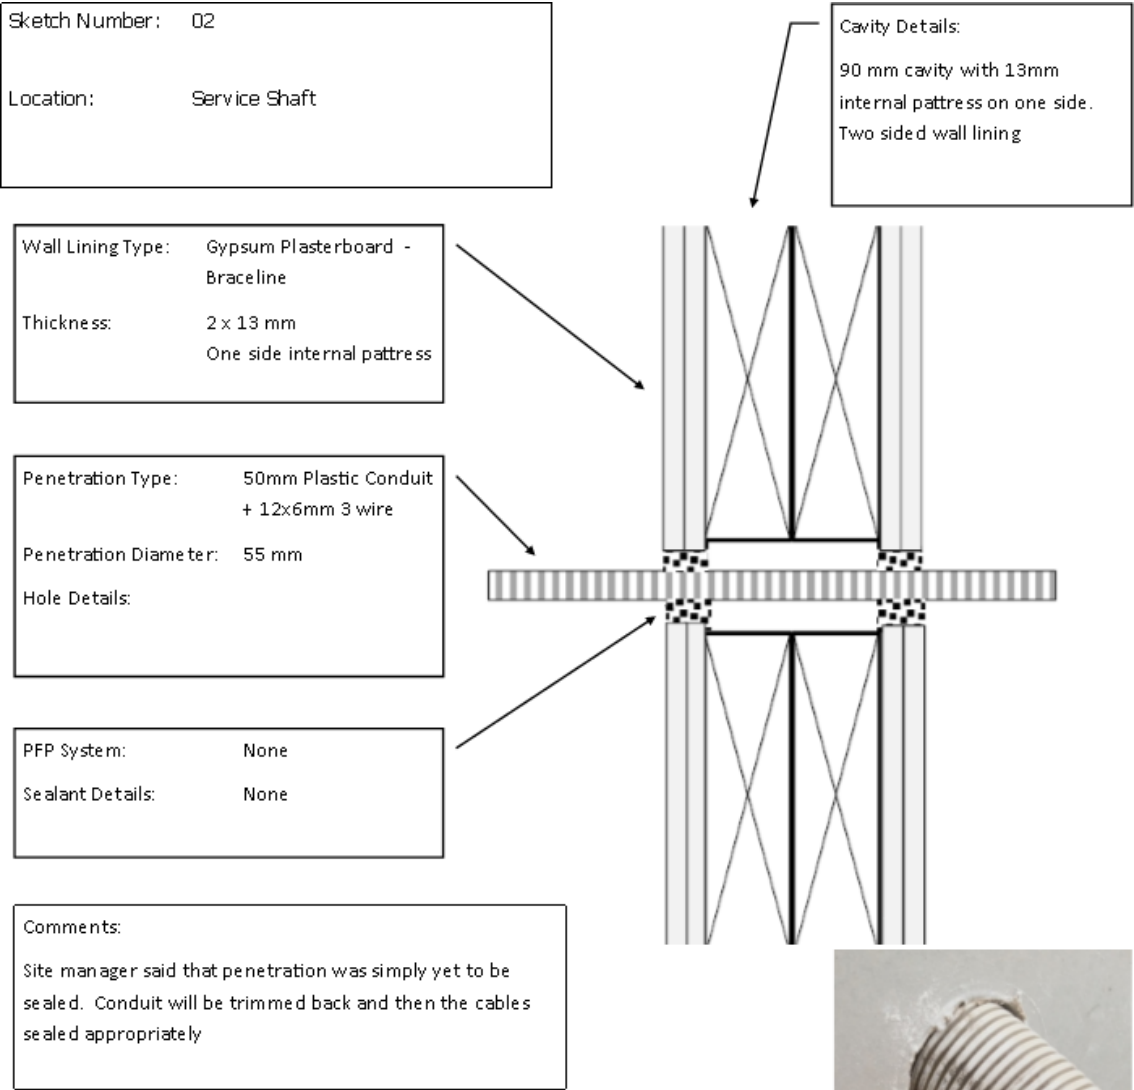 Sketch Number: 02
Location: Service Shaft
Cavity Details:
90 mm cavity with 13mm
internal pattress on one side.
Two sided wall lining
Wall Lining Type: Gypsum Plasterboard -
Braceline
Thickness: 2 x 13 mm
One side internal pattress
Penetration Type: 50mm Plastic Conduit
+ 12x6mm 3 wire
Penetration Diameter: 55 mm
Hole Details:
PFP System: None
Sealant Details: None
Comments:
Site manager said that penetration was simply yet to be
sealed. Conduit will be trimmed back and then the cables
sealed appropriately